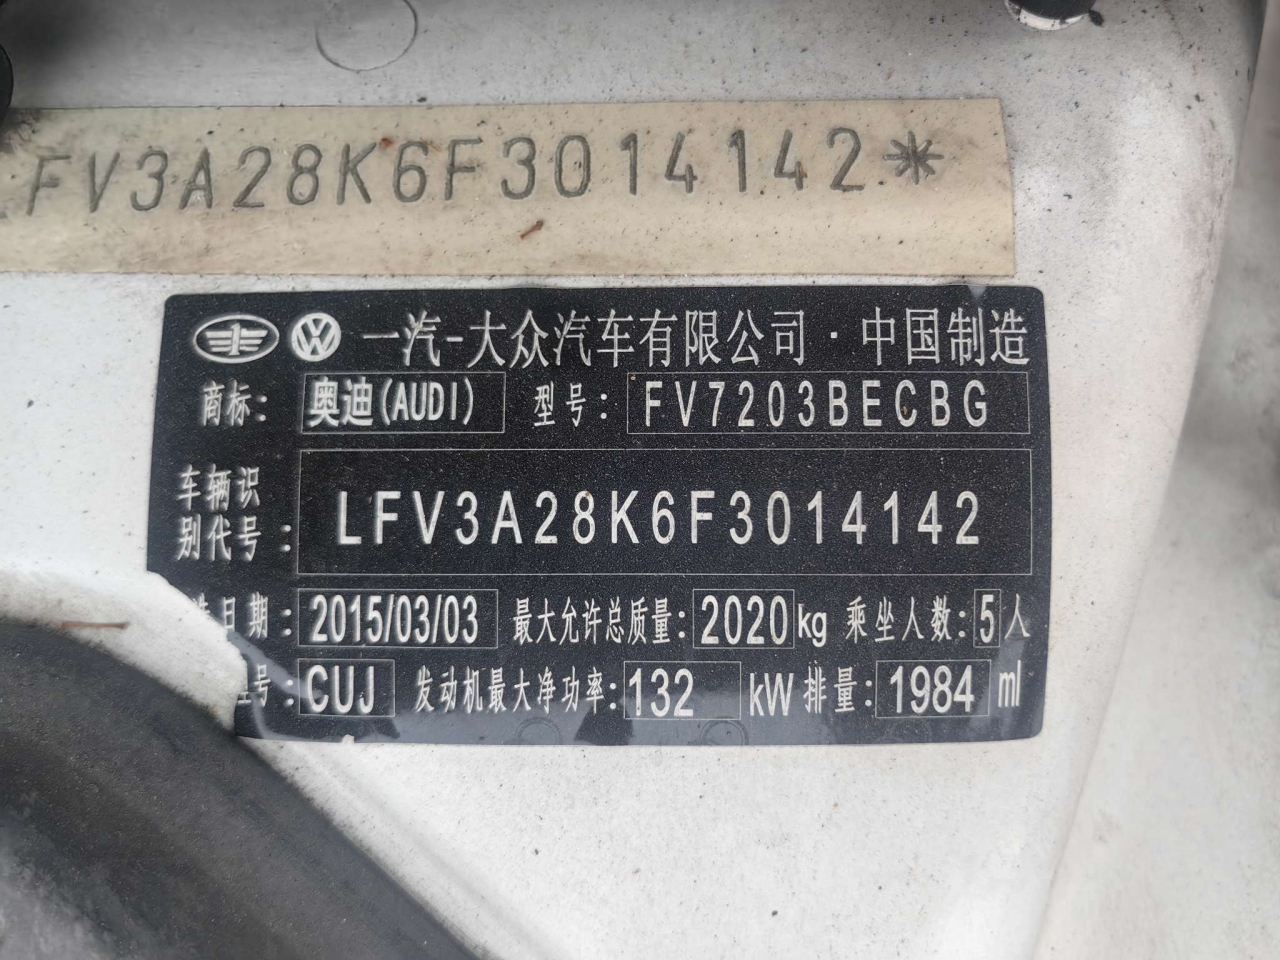 FV3A28K6F3014142*
一汽-大众汽车有限公司·中国制造
商标: 奥迪(AUDI) 型号: FV7203BECBG
车辆识别代号: LFV3A28K6F3014142
造日期: 2015/03/03 最大允许总质量: 2020kg 乘坐人数: 5人
型号: CUJ 发动机最大净功率: 132 kW 排量: 1984 ml